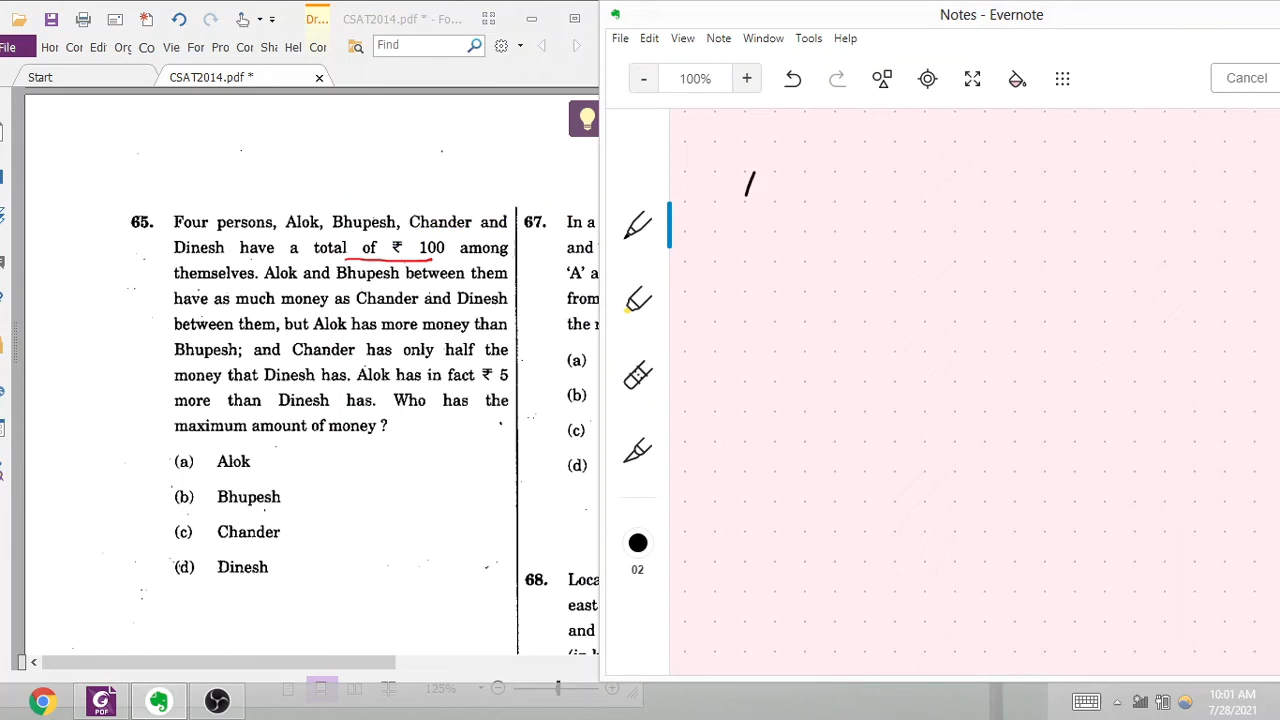 Dr...
CSAT2014.pdf * - Fo...
Notes - Evernote
File
Hor
Cor
Edi
Org
Co
Vie
For
Pro
Cor
Sha
Hel
Cor
Find
File Edit View Note Window Tools Help
Start
CSAT2014.pdf *
- 100% +
Cancel
65. Four persons, Alok, Bhupesh, Chander and
Dinesh have a total of ₹ 100 among
themselves. Alok and Bhupesh between them
have as much money as Chander and Dinesh
between them, but Alok has more money than
Bhupesh; and Chander has only half the
money that Dinesh has. Alok has in fact ₹ 5
more than Dinesh has. Who has the
maximum amount of money ?
(a) Alok
(b) Bhupesh
(c) Chander
(d) Dinesh
67. In a
and
'A' a
from
the r
(a)
(b)
(c)
(d)
68. Loca
east
and
02
125%
10:01 AM
7/28/2021